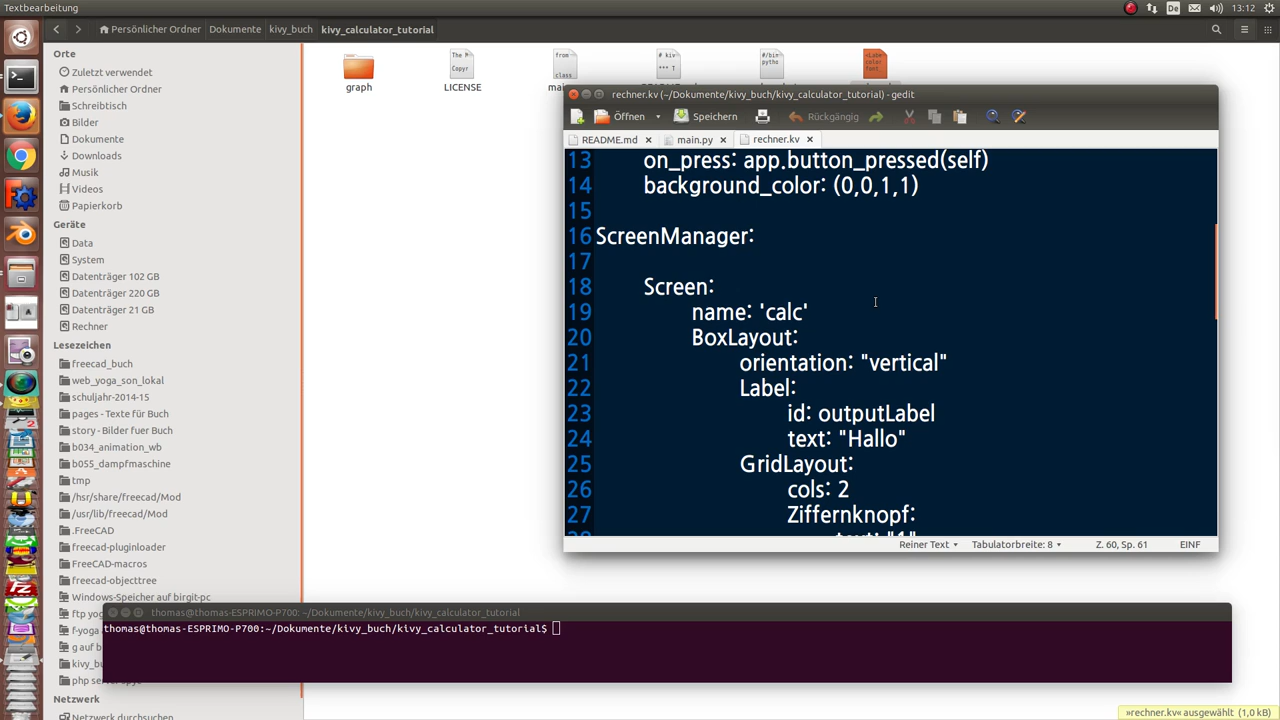 Textbearbeitung
De
13:12
Persönlicher Ordner
Dokumente
kivy_buch
kivy_calculator_tutorial
Orte
Zuletzt verwendet
Persönlicher Ordner
Schreibtisch
Bilder
Dokumente
Downloads
Musik
Videos
Papierkorb
Geräte
Data
System
Datenträger 102 GB
Datenträger 220 GB
Datenträger 21 GB
Rechner
Lesezeichen
freecad_buch
web_yoga_son_lokal
schuljahr-2014-15
pages - Texte für Buch
story - Bilder fuer Buch
b034_animation_wb
b055_dampfmaschine
tmp
/hsr/share/freecad/Mod
/usr/lib/freecad/Mod
.FreeCAD
freecad-pluginloader
FreeCAD-macros
freecad-objecttree
Windows-Speicher auf birgit-pc
Netzwerk
Netzwerk durchsuchen
graph
LICENSE
rechner.kv (~/Dokumente/kivy_buch/kivy_calculator_tutorial) - gedit
Öffnen
Speichern
Rückgängig
README.md
main.py
rechner.kv
13 on_press: app.button_pressed(self)
14 background_color: (0,0,1,1)
15
16 ScreenManager:
17
18 Screen:
19 name: 'calc'
20 BoxLayout:
21 orientation: "vertical"
22 Label:
23 id: outputLabel
24 text: "Hallo"
25 GridLayout:
26 cols: 2
27 Ziffernknopf:
Reiner Text
Tabulatorbreite: 8
Z. 60, Sp. 61
EINF
thomas@thomas-ESPRIMO-P700: ~/Dokumente/kivy_buch/kivy_calculator_tutorial
thomas@thomas-ESPRIMO-P700:~/Dokumente/kivy_buch/kivy_calculator_tutorial$
»rechner.kv« ausgewählt (1,0 kB)